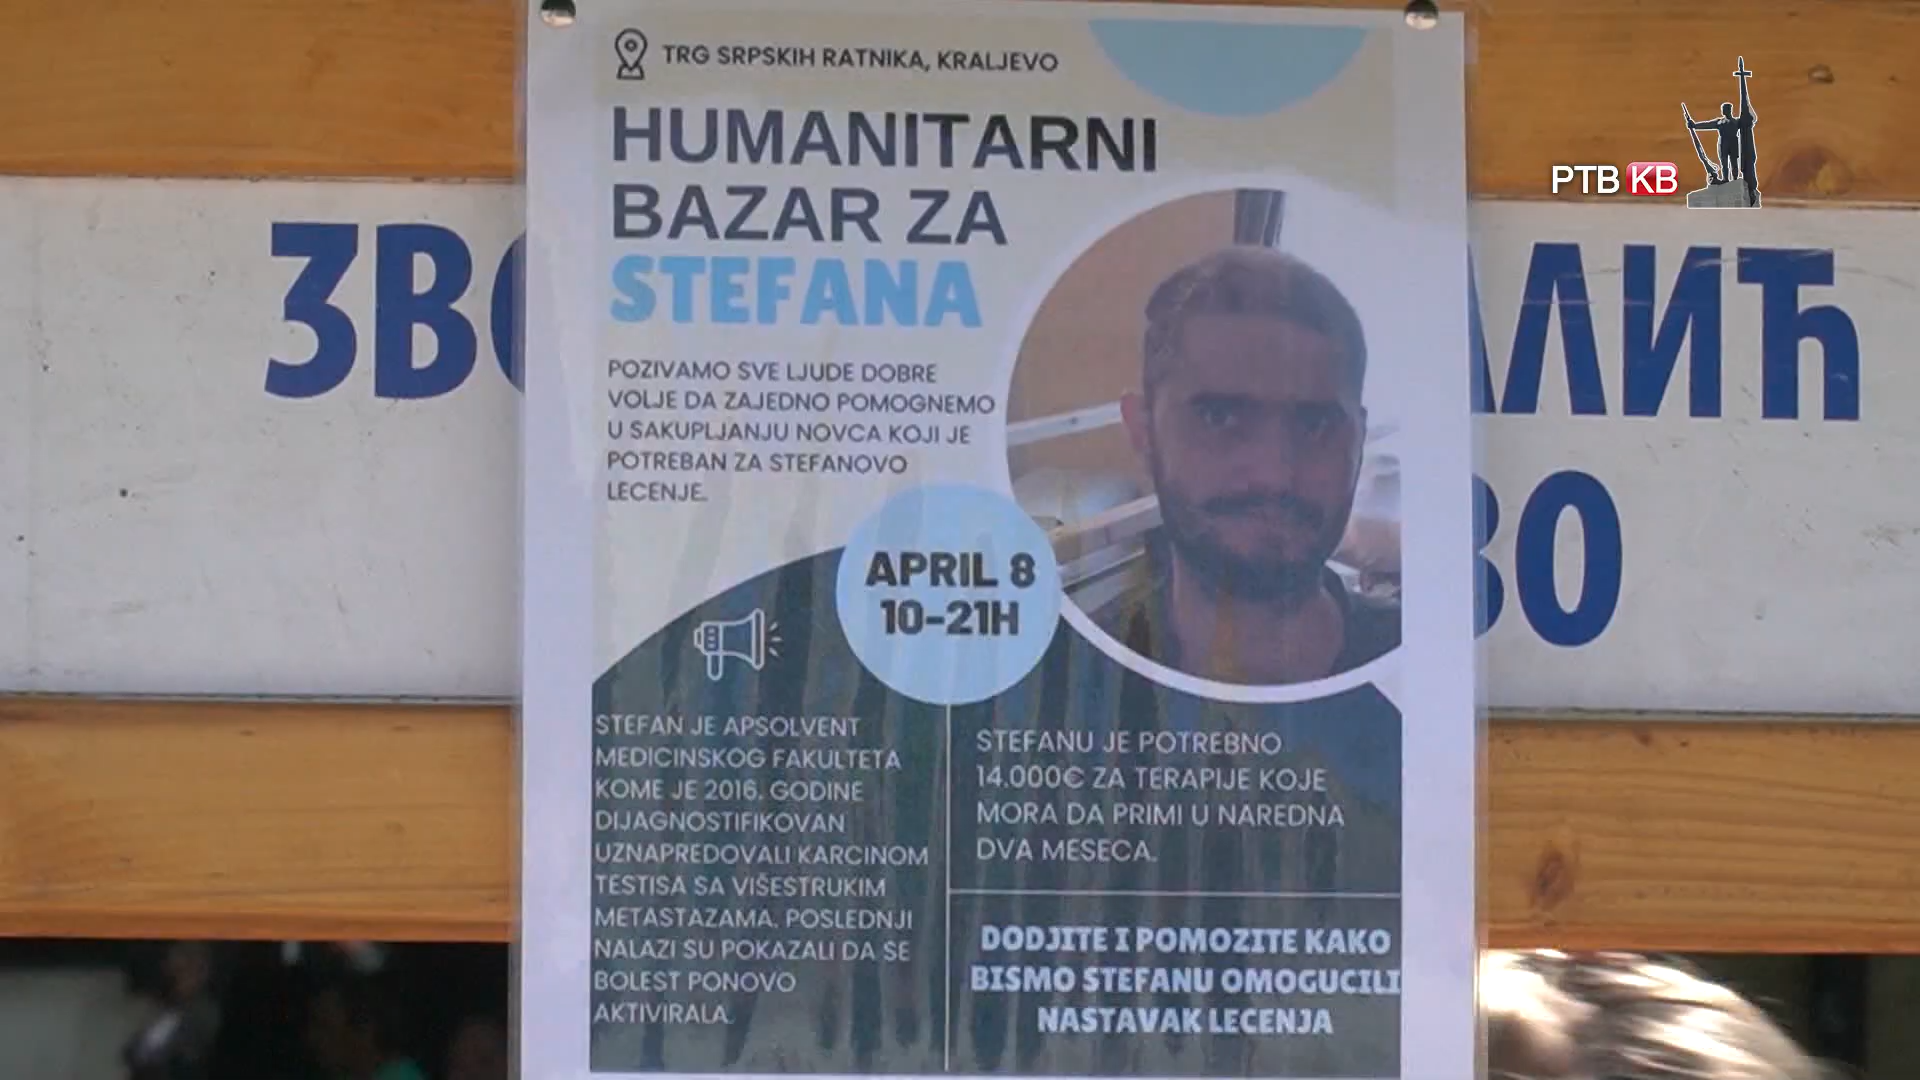 TRG SRPSKIH RATNIKA, KRALJEVO
HUMANITARNI
BAZAR ZA
STEFANA
POZIVAMO SVE LJUDE DOBRE
VOLJE DA ZAJEDNO POMOGNEMO
U SAKUPLJANJU NOVCA KOJI JE
POTREBAN ZA STEFANOVO
LECENJE.
APRIL 8
10-21H
STEFAN JE APSOLVENT
MEDICINSKOG FAKULTETA
KOME JE 2016. GODINE
DIJAGNOSTIFIKOVAN
UZNAPREDOVALI KARCINOM
TESTISA SA VIŠESTRUKIM
METASTAZAMA. POSLEDNJI
NALAZI SU POKAZALI DA SE
BOLEST PONOVO
AKTIVIRALA.
STEFANU JE POTREBNO
14.000€ ZA TERAPIJE KOJE
MORA DA PRIMI U NAREDNA
DVA MESECA.
DODJITE I POMOZITE KAKO
BISMO STEFANU OMOGUCILI
NASTAVAK LECENJA
РТВ КВ